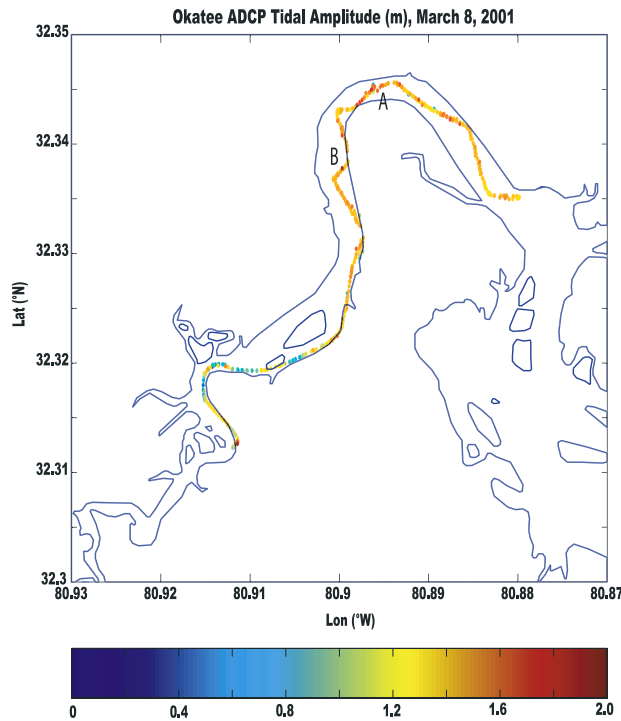 Okatee ADCP Tidal Amplitude (m), March 8, 2001
32.35
A
32.34
B
32.33
Lat (°N)
32.32
32.31
32.3
80.93 80.92 80.91 80.9 80.89 80.88 80.87
Lon (°W)
0 0.4 0.8 1.2 1.6 2.0